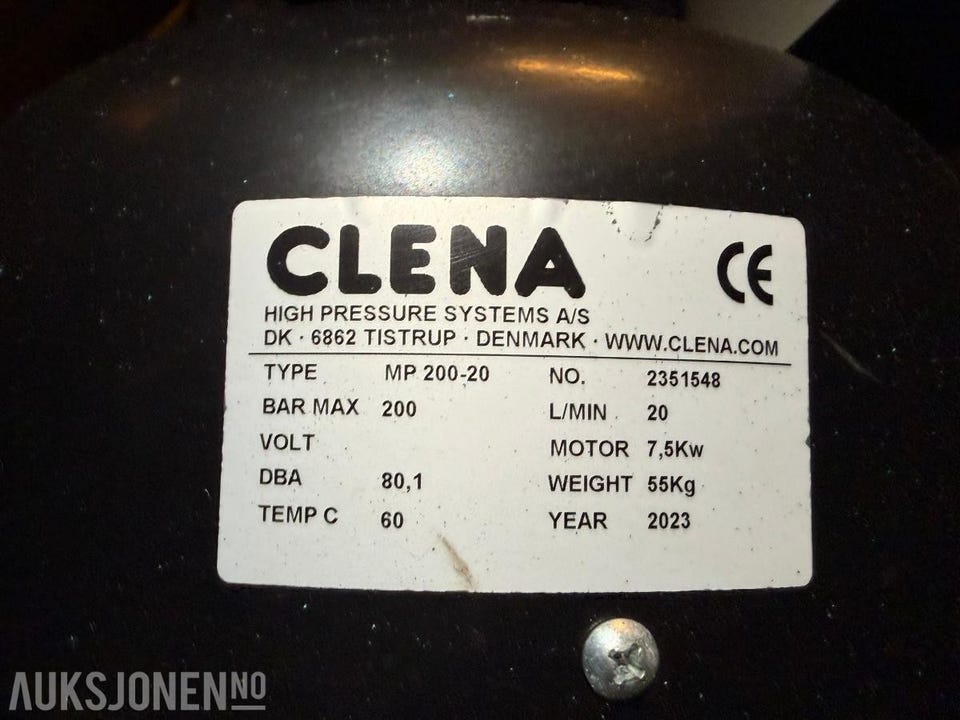 CLENA
CE
HIGH PRESSURE SYSTEMS A/S
DK · 6862 TISTRUP · DENMARK · WWW.CLENA.COM
TYPE MP 200-20 NO. 2351548
BAR MAX 200 L/MIN 20
VOLT MOTOR 7,5Kw
DBA 80,1 WEIGHT 55Kg
TEMP C 60 YEAR 2023
AUKSJONEN NO